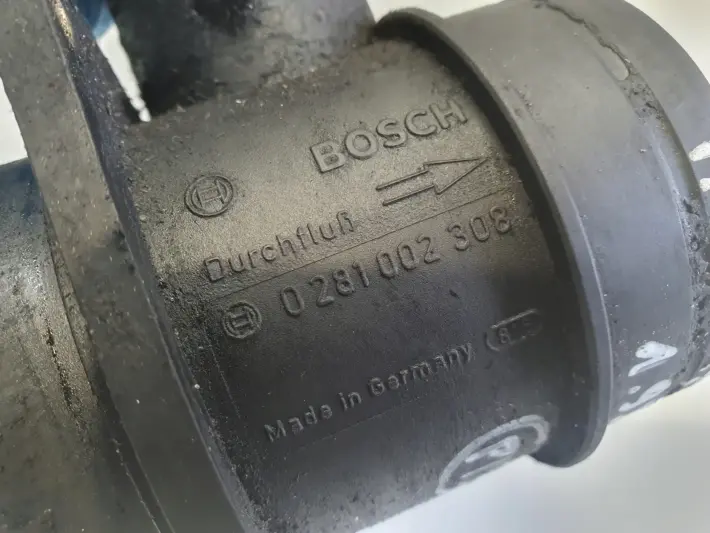 BOSCH
Durchfluß
0 281 002 308
Made in Germany